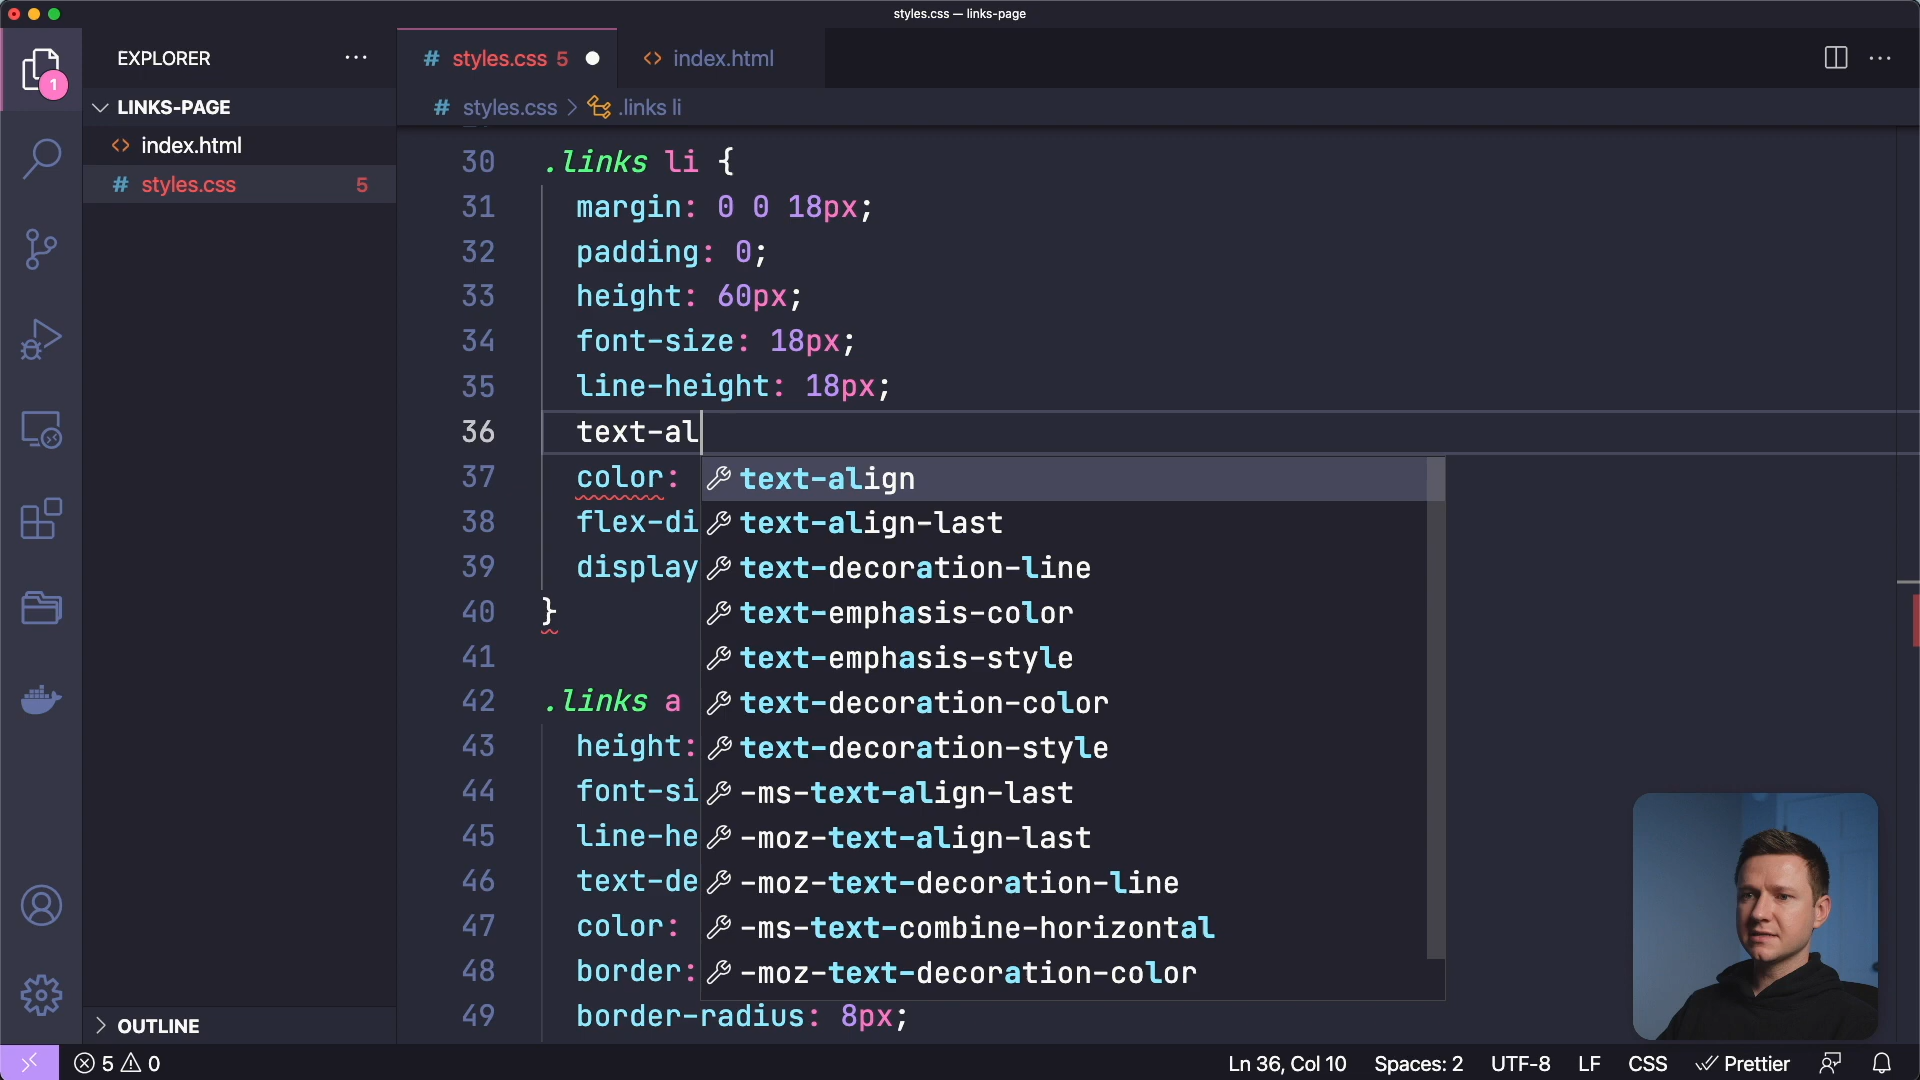 styles.css — links-page
EXPLORER
LINKS-PAGE
index.html
styles.css 5
OUTLINE
1
# styles.css 5
<> index.html
# styles.css > .links li
30 .links li {
31 margin: 0 0 18px;
32 padding: 0;
33 height: 60px;
34 font-size: 18px;
35 line-height: 18px;
36 text-al
37 color:
38 flex-di
39 display
40 }
41
42 .links a
43 height:
44 font-si
45 line-he
46 text-de
47 color:
48 border:
49 border-radius: 8px;
text-align
text-align-last
text-decoration-line
text-emphasis-color
text-emphasis-style
text-decoration-color
text-decoration-style
-ms-text-align-last
-moz-text-align-last
-moz-text-decoration-line
-ms-text-combine-horizontal
-moz-text-decoration-color
5 0 Ln 36, Col 10 Spaces: 2 UTF-8 LF CSS Prettier